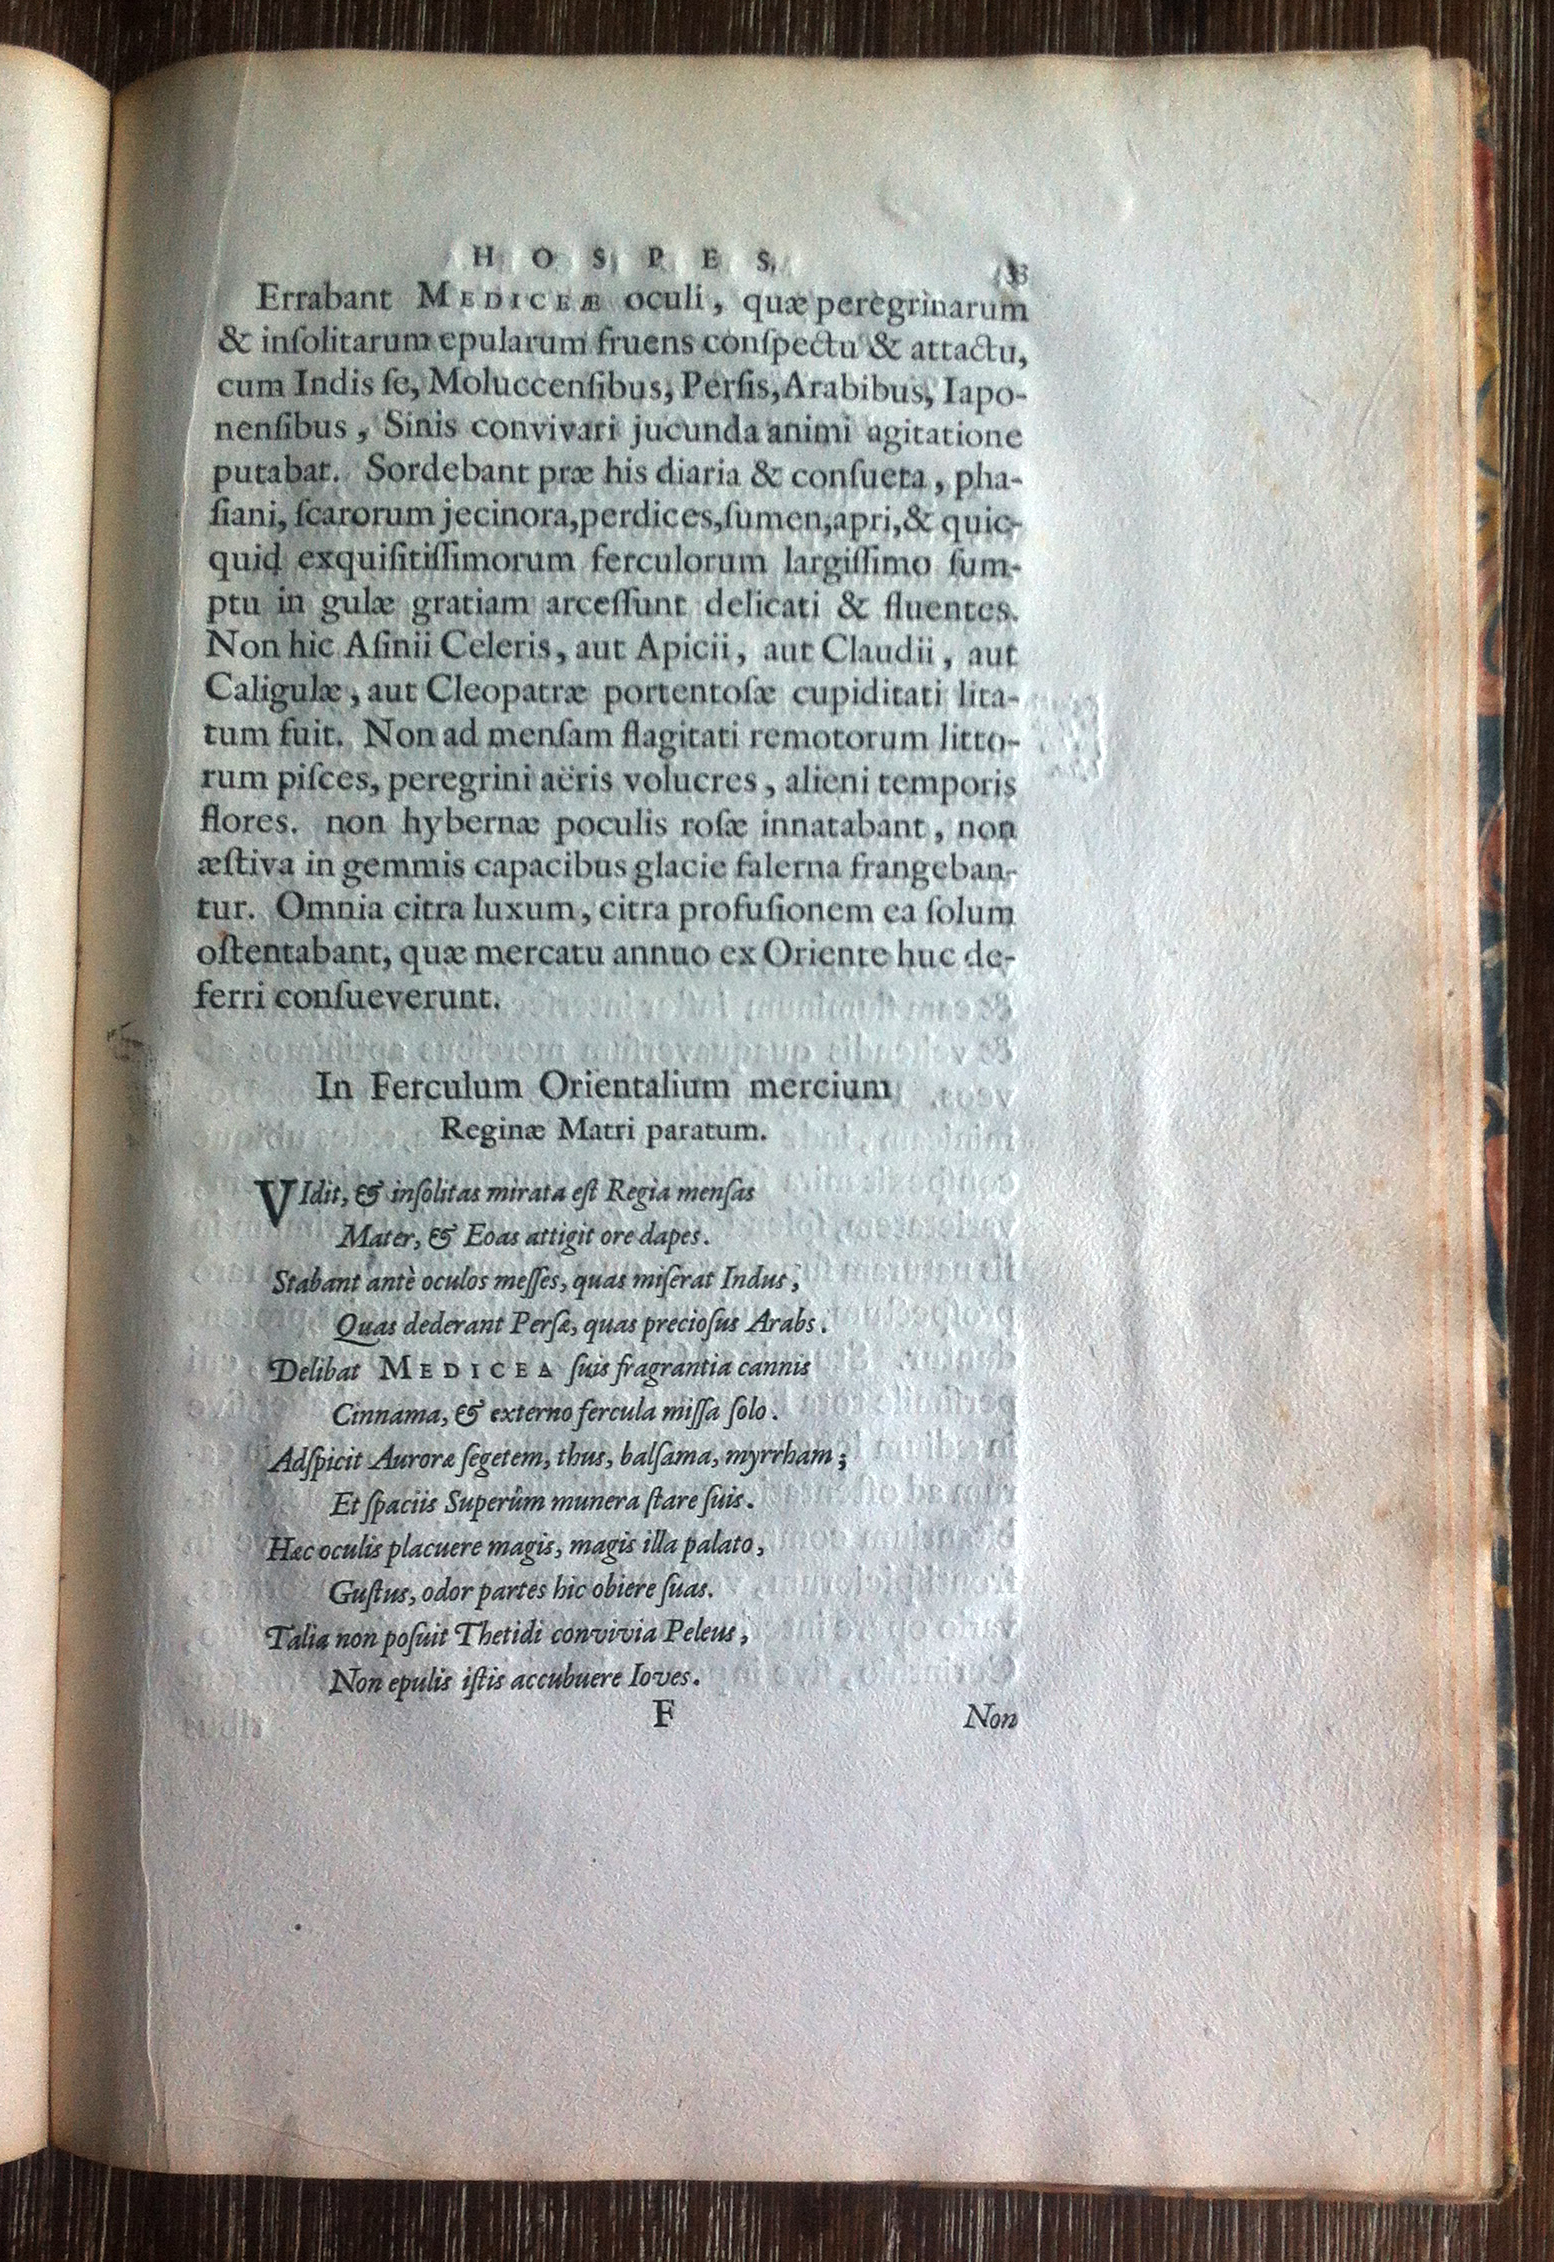 HOSPES,
Errabant MEDICEÆ oculi, quæ peregrinarum
& inſolitarum epularum fruens conſpectu & attactu,
cum Indis ſe, Moluccenſibus, Perſis, Arabibus, Iapo-
nenſibus, Sinis convivari jucunda animi agitatione
putabat. Sordebant præ his diaria & conſueta, pha-
ſiani, ſcarorum jecinora, perdices, ſumen, apri, & quic-
quid exquiſitiſſimorum ferculorum largiſſimo ſum-
ptu in gulæ gratiam arceſſunt delicati & fluentes.
Non hic Aſinii Celeris, aut Apicii, aut Claudii, aut
Caligulæ, aut Cleopatræ portentoſæ cupiditati lita-
tum fuit. Non ad menſam flagitati remotorum litto-
rum piſces, peregrini aëris volucres, alieni temporis
flores. non hybernæ poculis roſæ innatabant, non
æſtiva in gemmis capacibus glacie falerna frangeban-
tur. Omnia citra luxum, citra profuſionem ea ſolum
oſtentabant, quæ mercatu annuo ex Oriente huc de-
ferri conſueverunt.
In Ferculum Orientalium mercium
Reginæ Matri paratum.
VIdit, & inſolitas mirata eſt Regia menſas
Mater, & Eoas attigit ore dapes.
Stabant antè oculos meſſes, quas miſerat Indus,
Quas dederant Perſæ, quas precioſus Arabs.
Delibat MEDICEA ſuis fragrantia cannis
Cinnama, & externo fercula miſſa ſolo.
Adſpicit Auroræ ſegetem, thus, balſama, myrrham;
Et ſpaciis Superûm munera ſtare ſuis.
Hæc oculis placuere magis, magis illa palato,
Guſtus, odor partes hic obiere ſuas.
Talia non poſuit Thetidi convivia Peleus,
Non epulis iſtis accubuere Ioves.
F Non